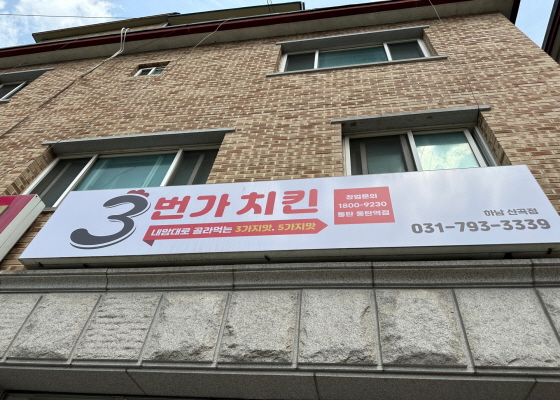 3번가 치킨
내맘대로 골라먹는 3가지맛, 5가지맛
창업문의
1800-9230
동탄 동탄역점
하남 산곡점
031-793-3339